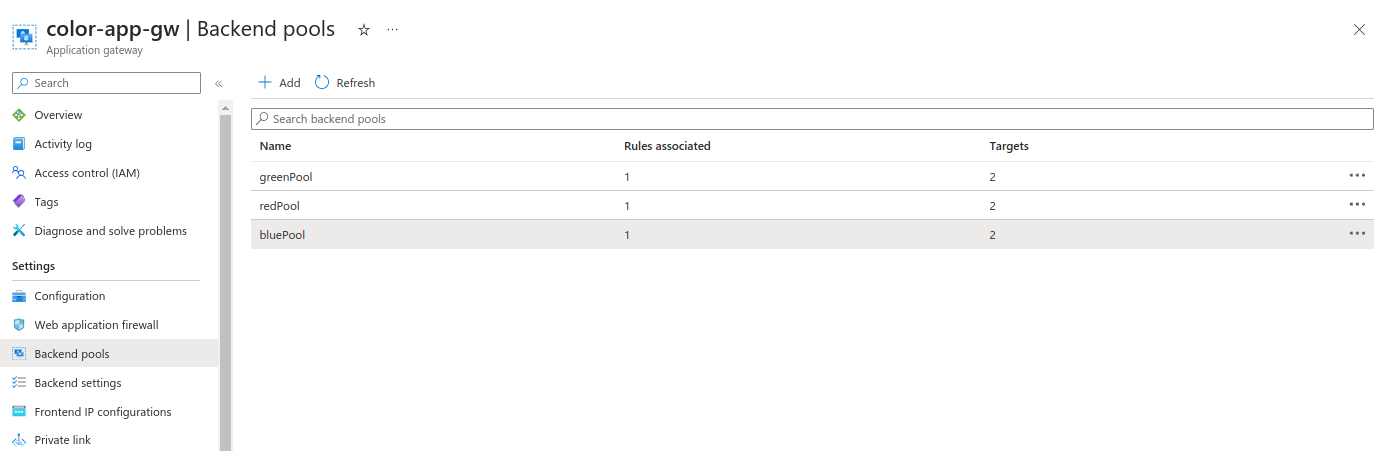 color-app-gw | Backend pools
Application gateway
Search
Add Refresh
Overview
Activity log
Access control (IAM)
Tags
Diagnose and solve problems
Settings
Configuration
Web application firewall
Backend pools
Backend settings
Frontend IP configurations
Private link
Search backend pools
Name Rules associated Targets
greenPool 1 2
redPool 1 2
bluePool 1 2